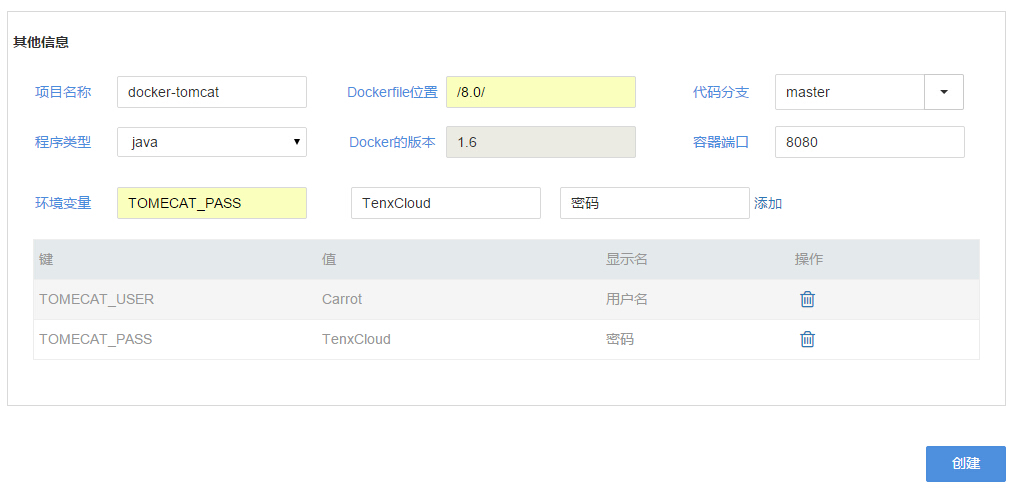 其他信息
项目名称 docker-tomcat Dockerfile位置 /8.0/ 代码分支 master
程序类型 java Docker的版本 1.6 容器端口 8080
环境变量 TOMECAT_PASS TenxCloud 密码 添加
键 值 显示名 操作
TOMECAT_USER Carrot 用户名
TOMECAT_PASS TenxCloud 密码
创建